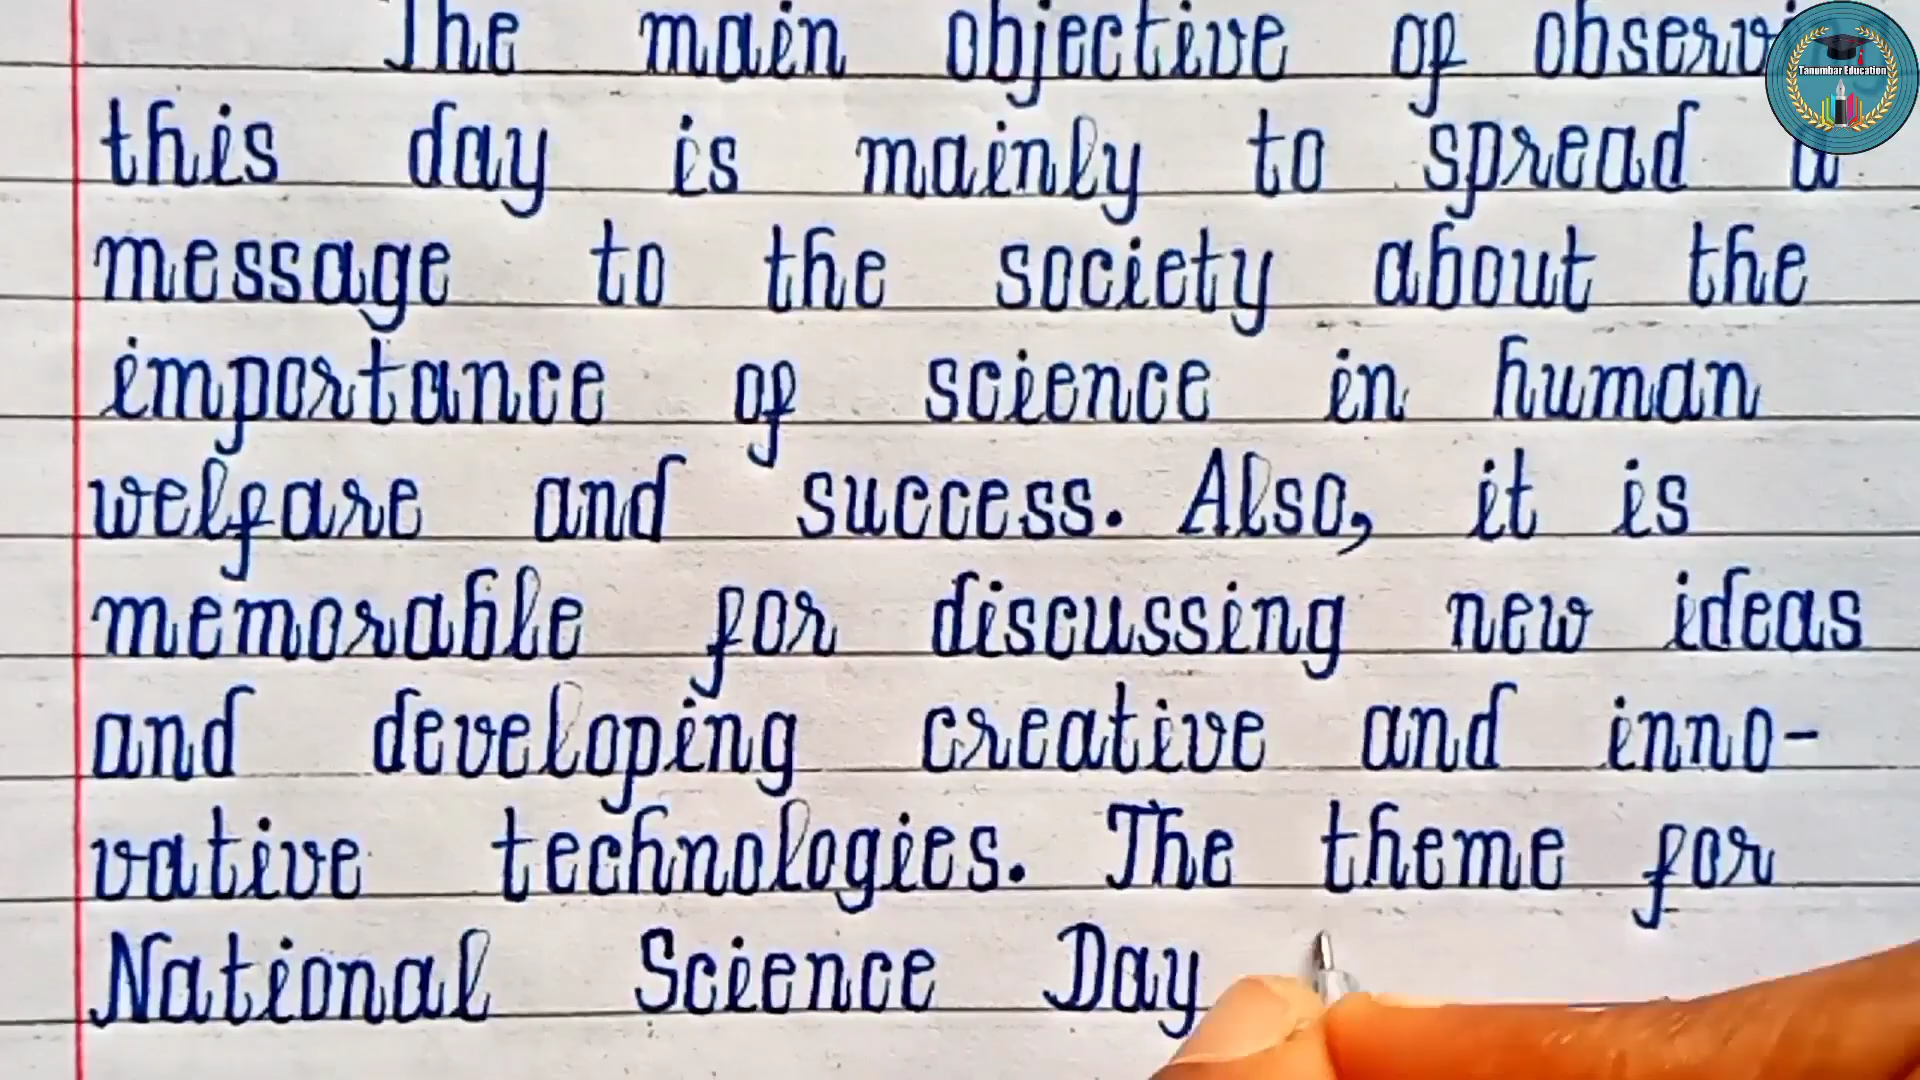 The main objective of observi
this day is mainly to spread a
message to the society about the
importance of science in human
welfare and success. Also, it is
memorable for discussing new ideas
and developing creative and inno-
vative technologies. The theme for
National Science Day
Tanumbar Education